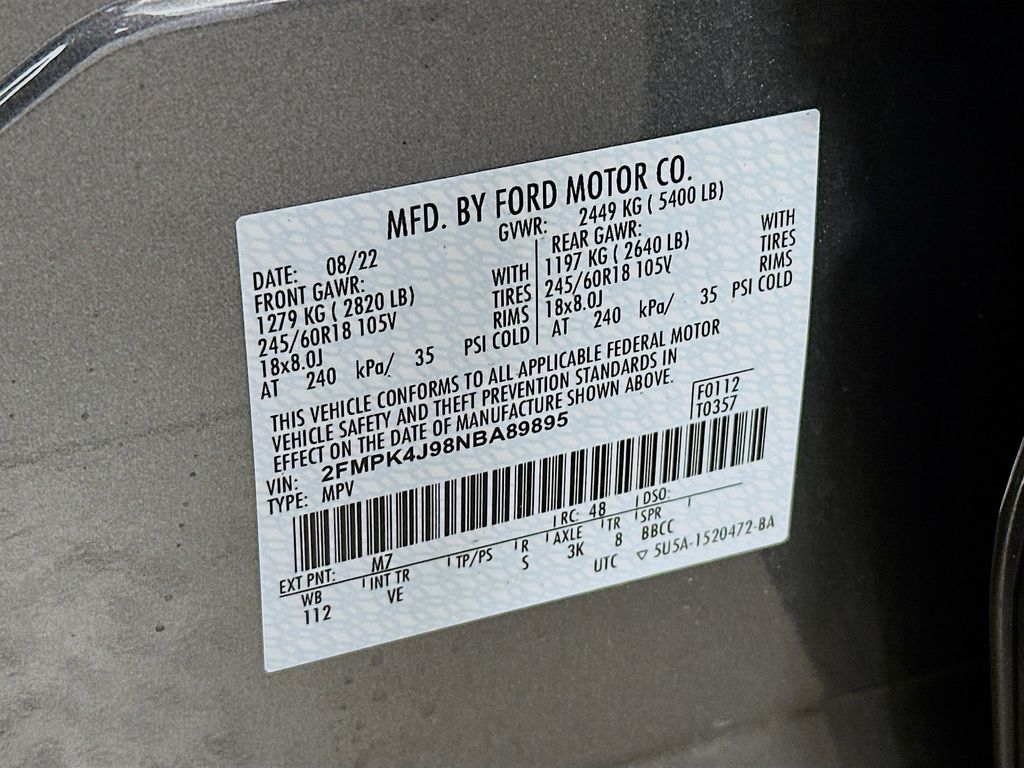 MFD. BY FORD MOTOR CO.
DATE: 08/22 GVWR: 2449 KG ( 5400 LB)
FRONT GAWR: REAR GAWR:
1279 KG ( 2820 LB) WITH 1197 KG ( 2640 LB) WITH
245/60R18 105V TIRES 245/60R18 105V TIRES
18x8.0J RIMS 18x8.0J RIMS
AT 240 kPa/ 35 PSI COLD AT 240 kPa/ 35 PSI COLD
THIS VEHICLE CONFORMS TO ALL APPLICABLE FEDERAL MOTOR
VEHICLE SAFETY AND THEFT PREVENTION STANDARDS IN
EFFECT ON THE DATE OF MANUFACTURE SHOWN ABOVE.
VIN: 2FMPK4J98NBA89895 F0112
TYPE: MPV T0357
EXT PNT: M7 RC: 48 DSO:
WB INT TR TP/PS R AXLE TR SPR
112 VE S 3K 8 BBCC
UTC ▽ 5U5A-1520472-BA